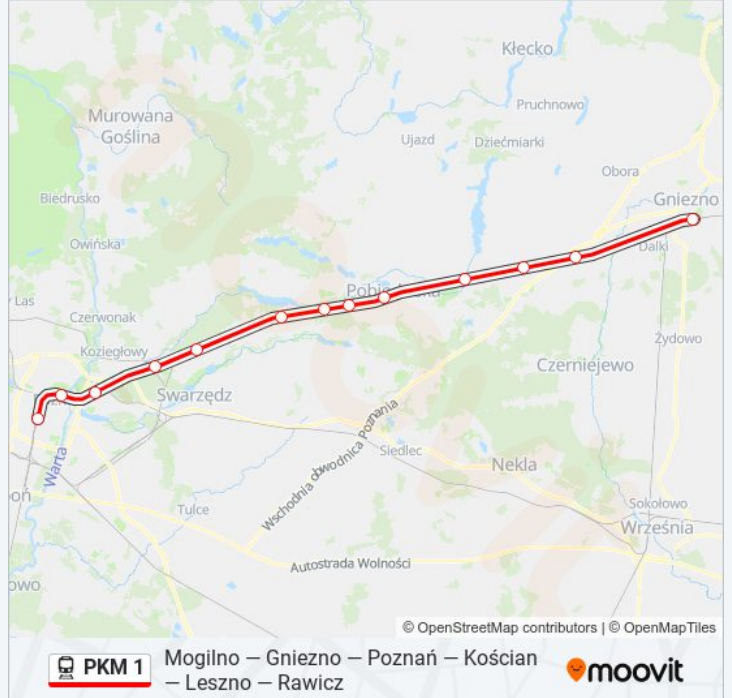 Kłecko
Murowana
Goślina
Pruchnowo
Ujazd
Dziećmiarki
Obora
Biedrusko
Gniezno
Owińska
Dalki
Las
Czerwonak
Koziegłowy
Żydowo
Czerniejewo
Swarzędz
Wschodnia obwodnica Poznania
Siedlec
Warta
Nekla
Tulce
Sokołowo
Września
Autostrada Wolności
© OpenStreetMap contributors | © OpenMapTiles
PKM 1
Mogilno — Gniezno — Poznań — Kościan
— Leszno — Rawicz
moovit